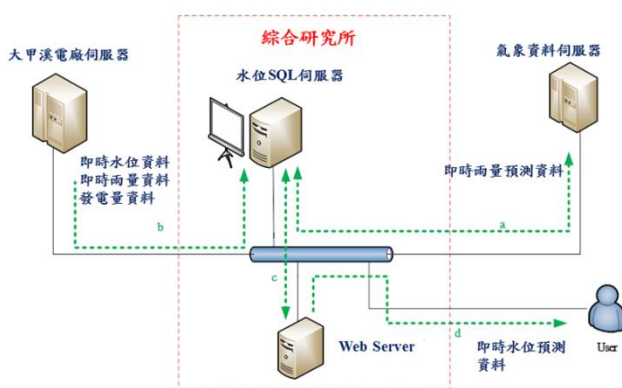 綜合研究所
大甲溪電廠伺服器
水位SQL伺服器
氣象資料伺服器
即時水位資料
即時雨量資料
發電量資料
即時雨量預測資料
b
a
c
d
Web Server
即時水位預測
資料
User